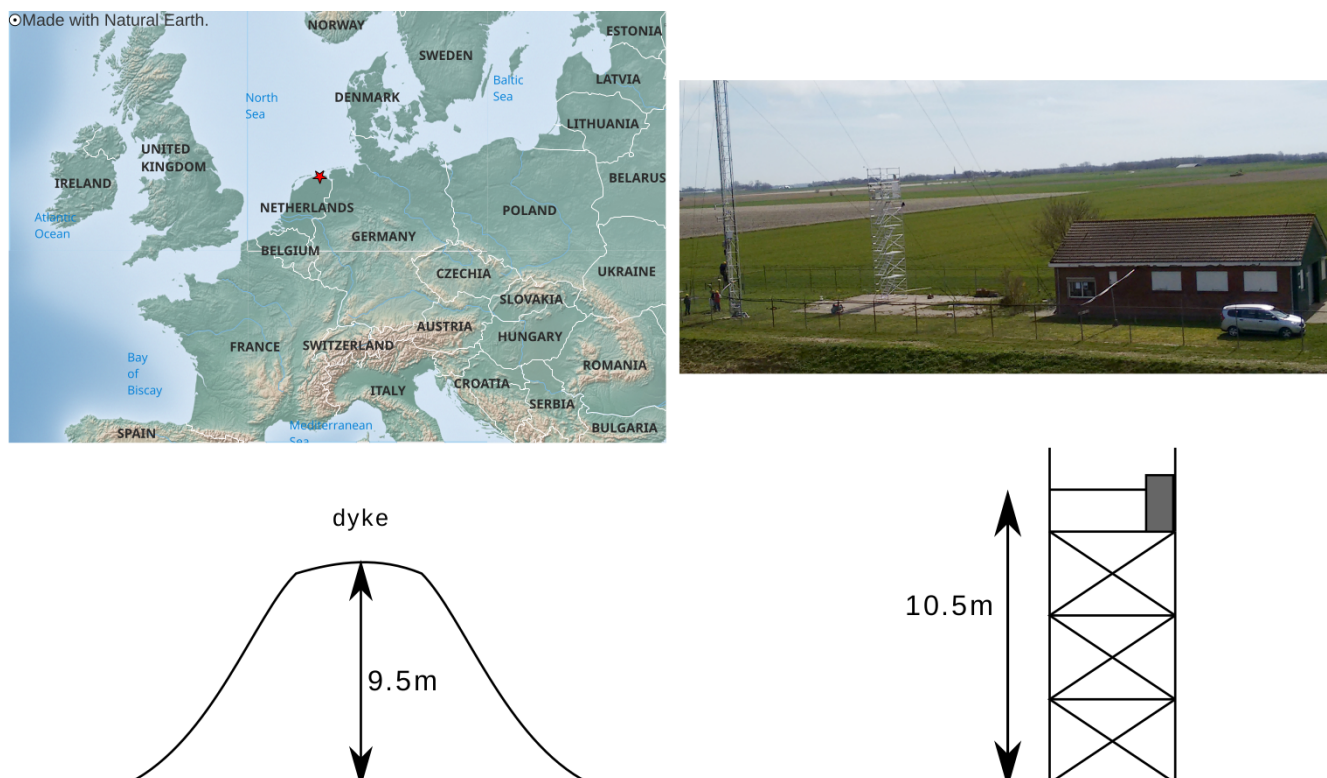 Made with Natural Earth.
NORWAY
ESTONIA
SWEDEN
Baltic
Sea
LATVIA
North
Sea
DENMARK
LITHUANIA
UNITED
KINGDOM
BELARUS
IRELAND
NETHERLANDS
POLAND
Atlantic
Ocean
GERMANY
BELGIUM
CZECHIA
UKRAINE
SLOVAKIA
AUSTRIA
HUNGARY
FRANCE
SWITZERLAND
Bay
of
Biscay
ROMANIA
CROATIA
ITALY
SERBIA
SPAIN
Mediterranean
Sea
BULGARIA
dyke
9.5m
10.5m